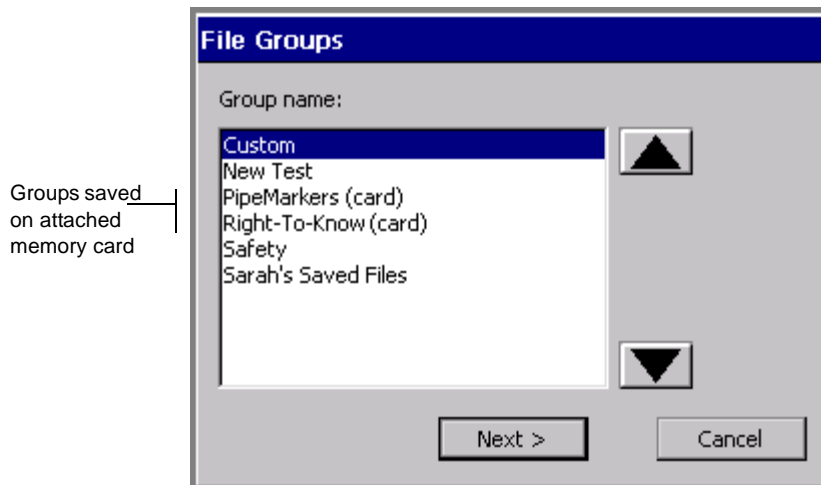 File Groups
Group name:
Custom
New Test
PipeMarkers (card)
Right-To-Know (card)
Safety
Sarah's Saved Files
Groups saved
on attached
memory card
Next >
Cancel